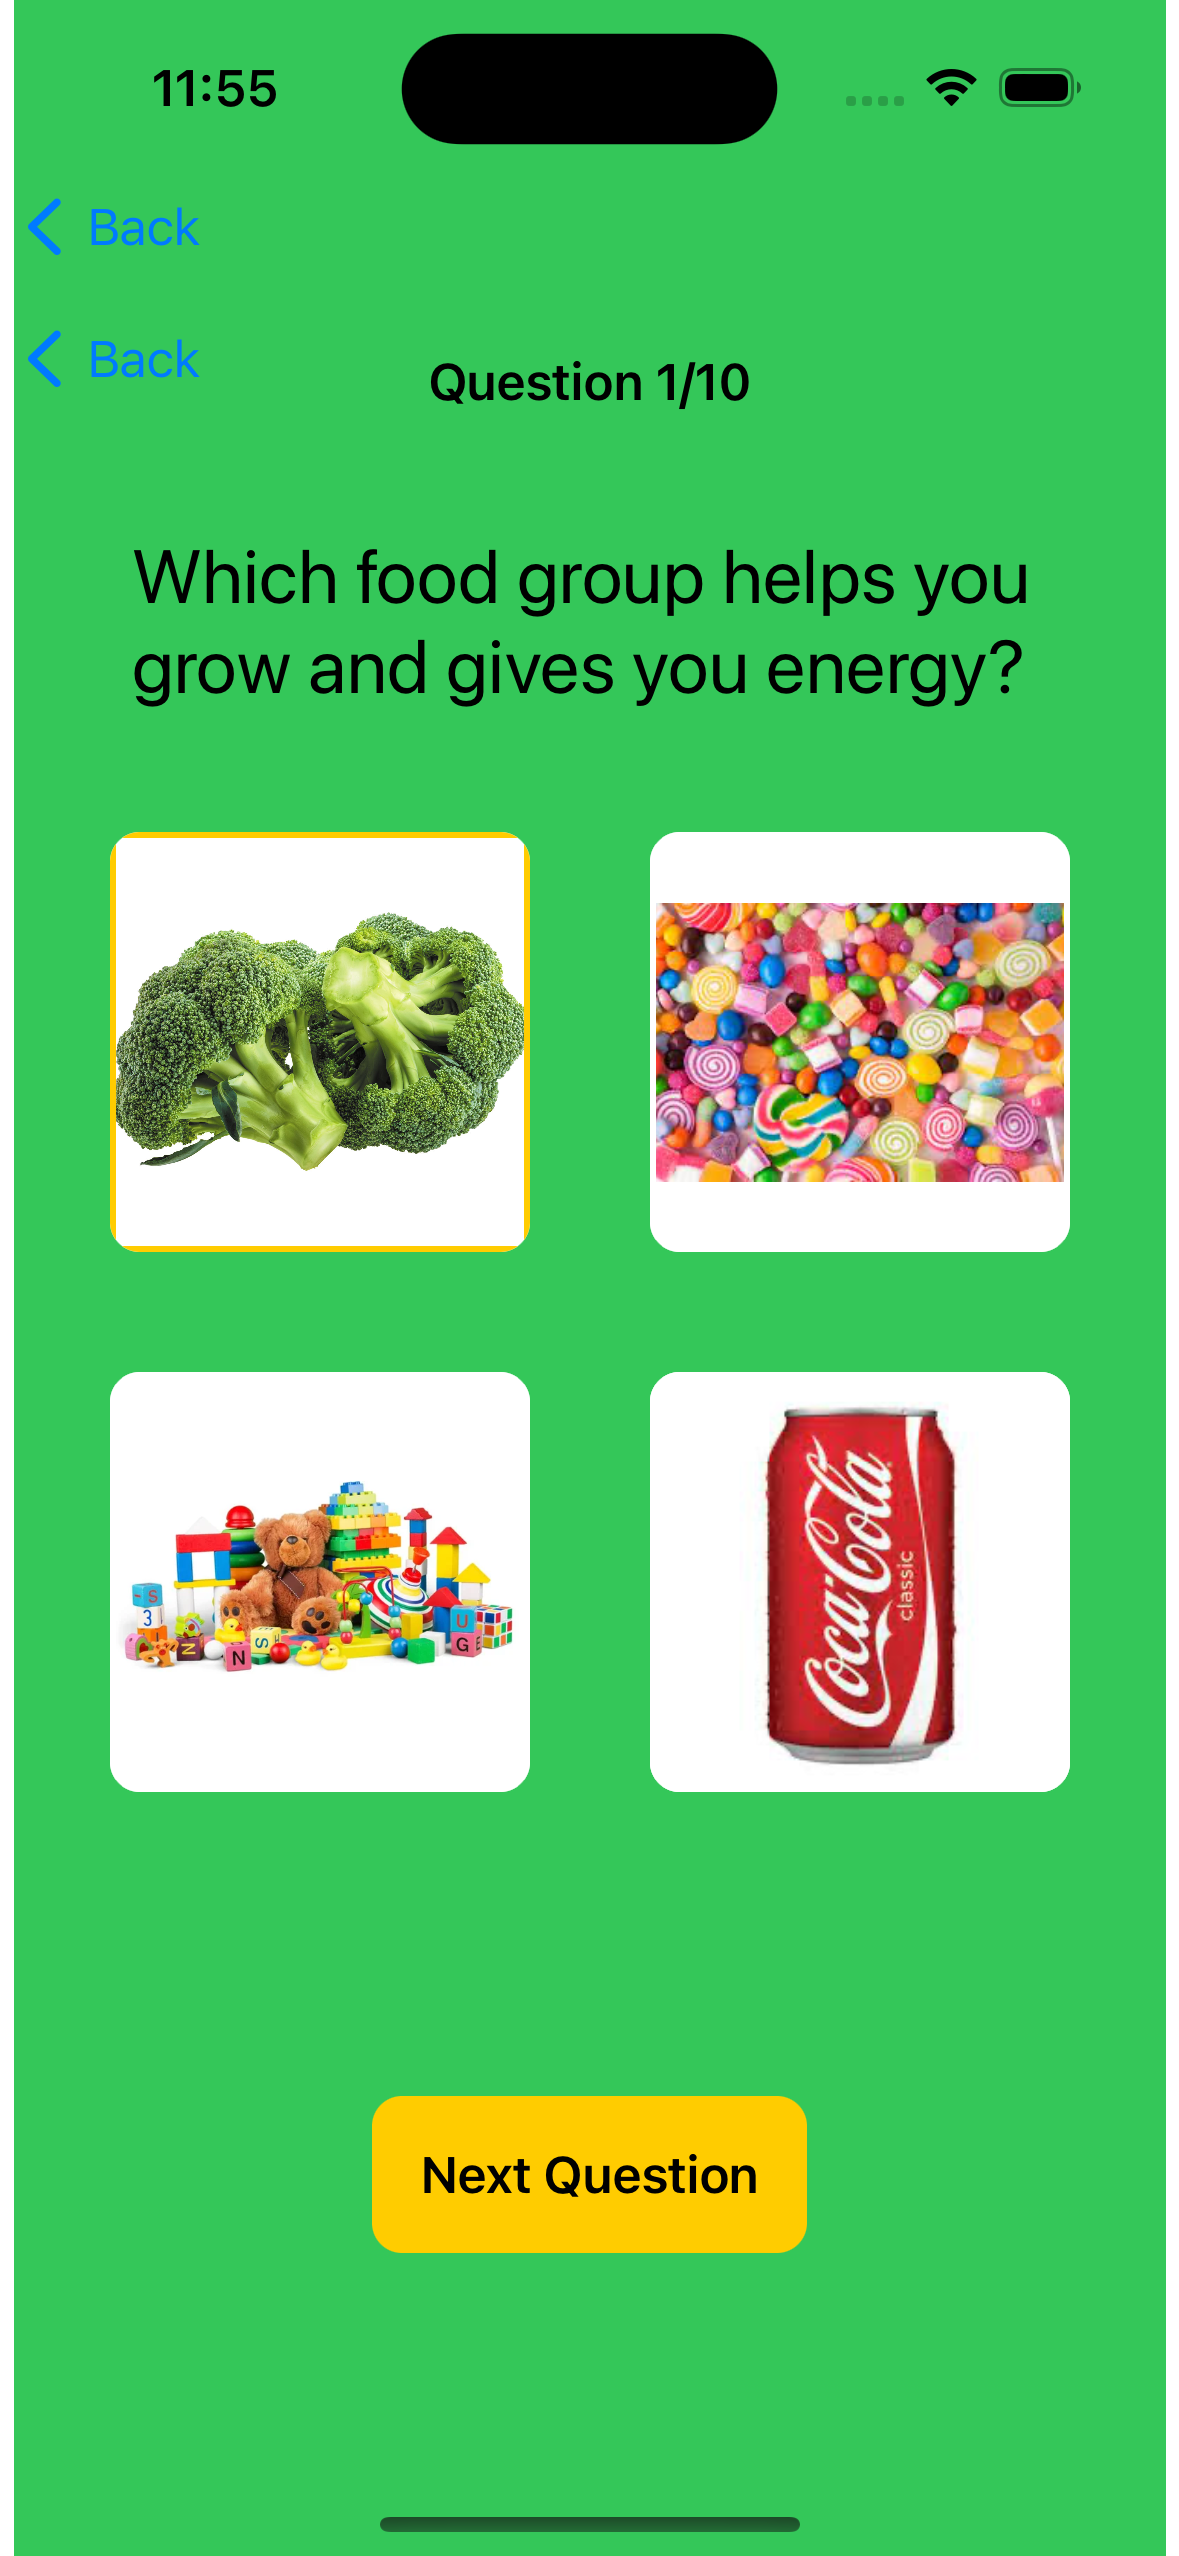 11:55
Back
Back
Question 1/10
Which food group helps you
grow and gives you energy?
Coca-Cola
classic
S
3
N
N
S
U
G
Next Question